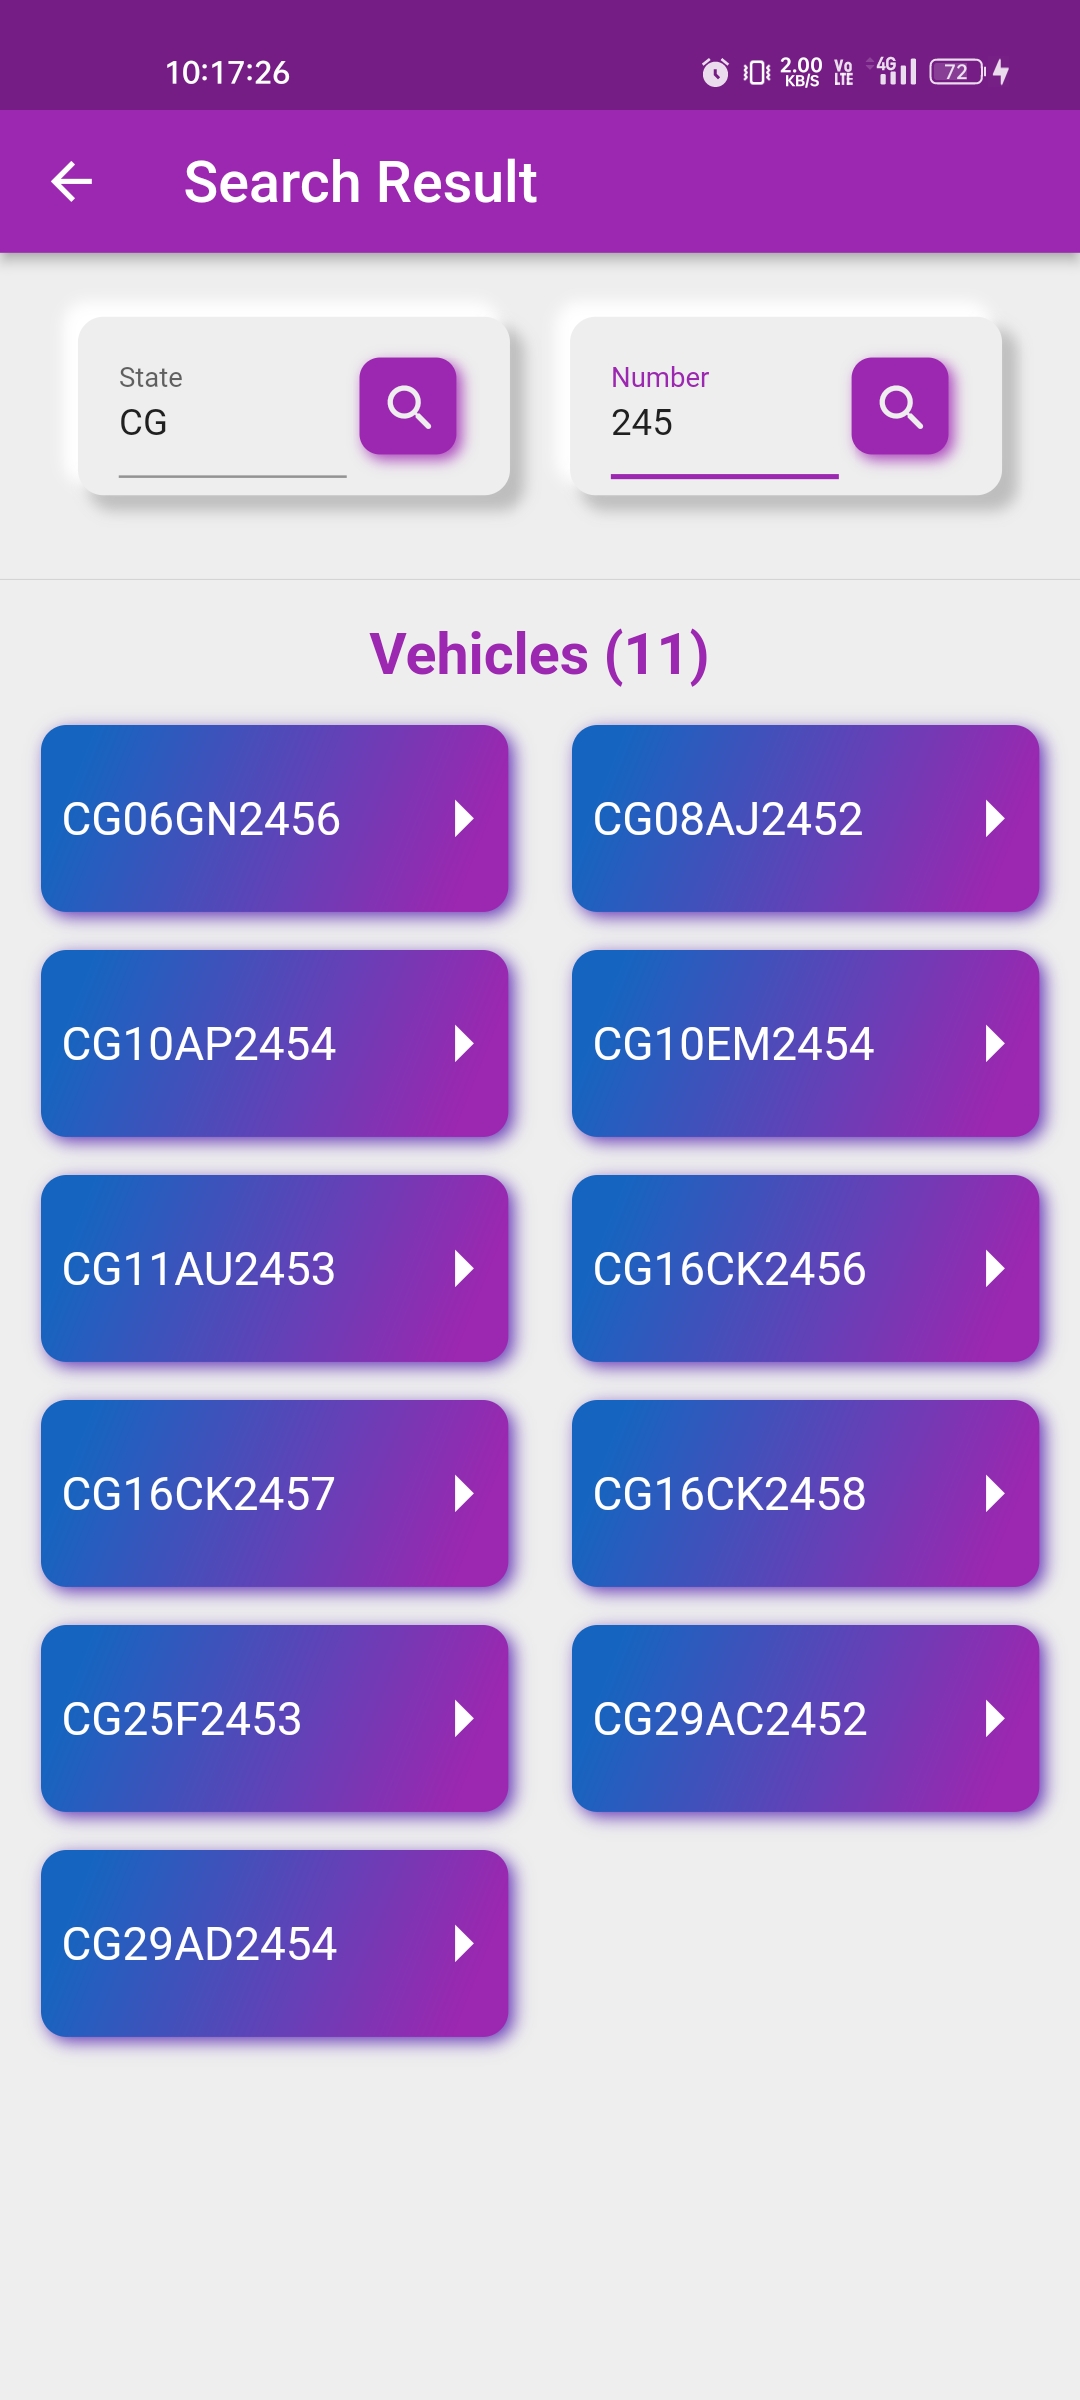 10:17:26
2.00 KB/S
Vo LTE
4G
72
Search Result
State
CG
Number
245
Vehicles (11)
CG06GN2456
CG08AJ2452
CG10AP2454
CG10EM2454
CG11AU2453
CG16CK2456
CG16CK2457
CG16CK2458
CG25F2453
CG29AC2452
CG29AD2454